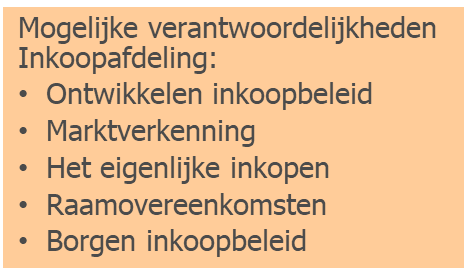 Mogelijke verantwoordelijkheden
Inkoopafdeling:
• Ontwikkelen inkoopbeleid
• Marktverkenning
• Het eigenlijke inkopen
• Raamovereenkomsten
• Borgen inkoopbeleid